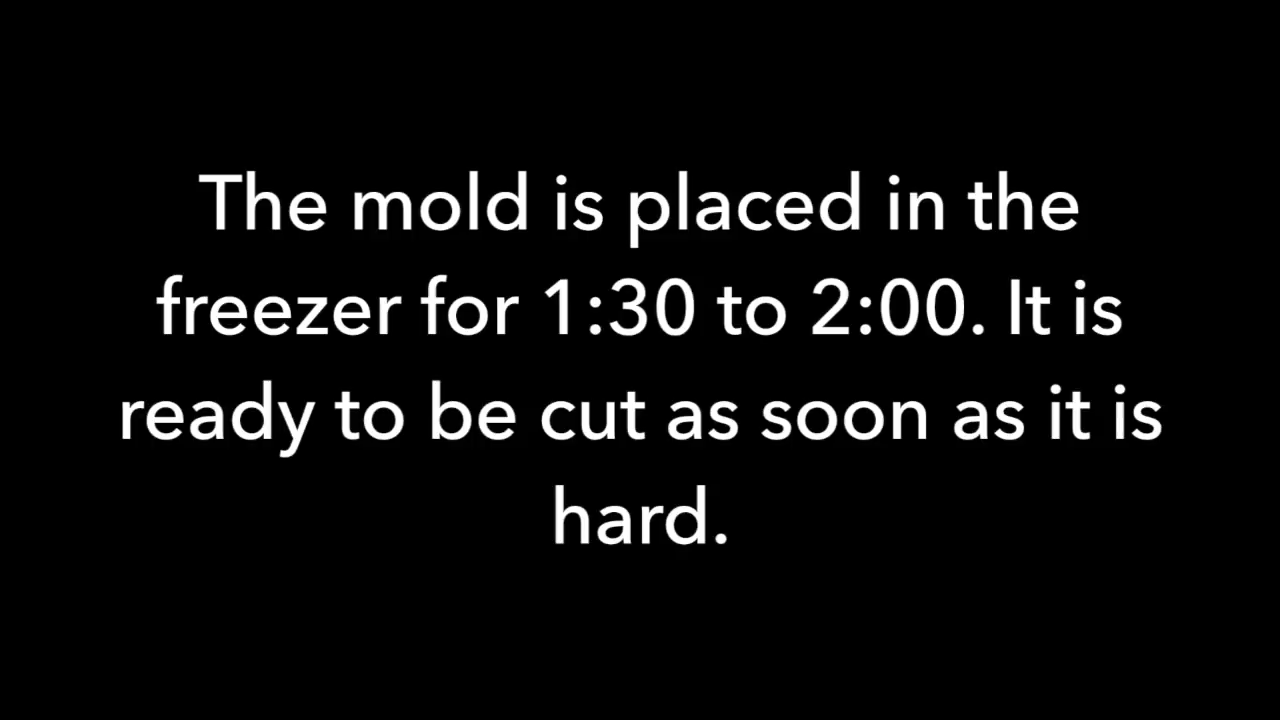 The mold is placed in the
freezer for 1:30 to 2:00. It is
ready to be cut as soon as it is
hard.